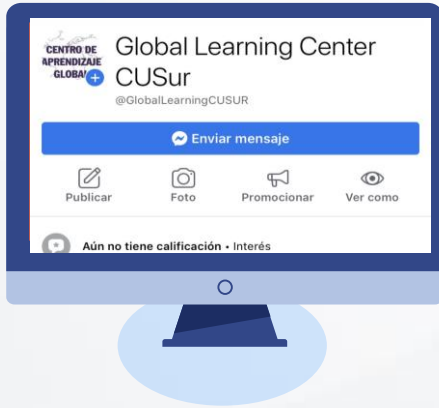 CENTRO DE
APRENDIZAJE
GLOBAL
Global Learning Center
CUSur
@GlobalLearningCUSUR
Enviar mensaje
Publicar
Foto
Promocionar
Ver como
Aún no tiene calificación • Interés